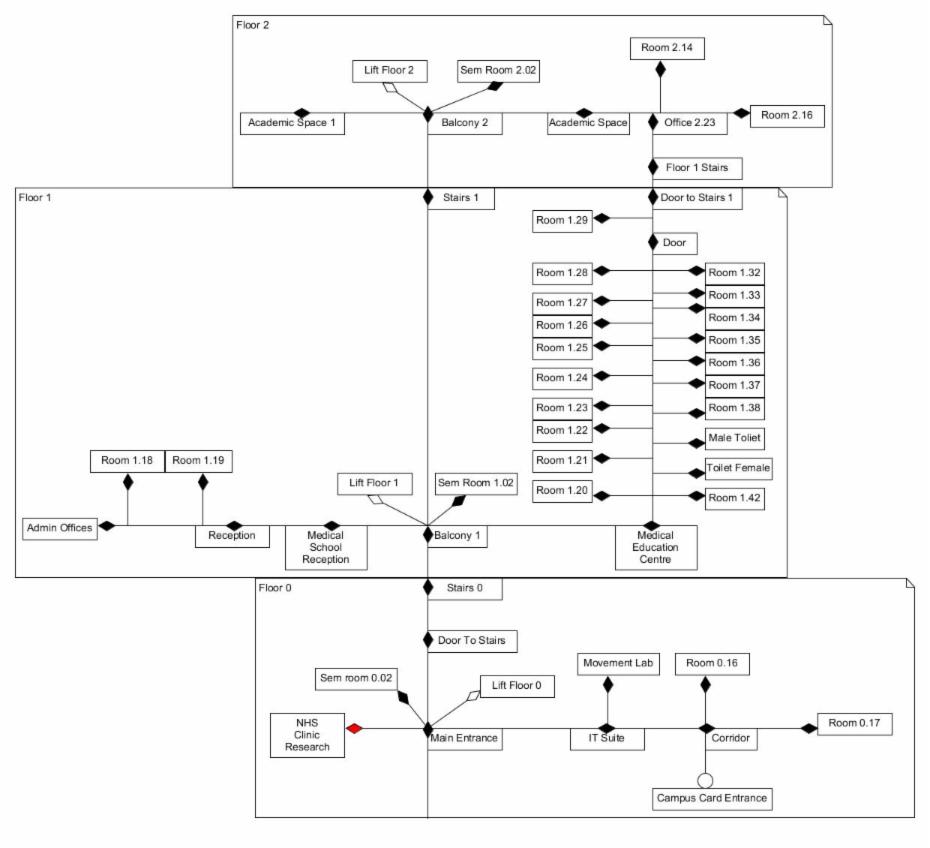 Floor 2
Room 2.14
Lift Floor 2
Sem Room 2.02
Academic Space 1
Balcony 2
Academic Space
Office 2.23
Room 2.16
Floor 1 Stairs
Floor 1
Stairs 1
Door to Stairs 1
Room 1.29
Door
Room 1.28
Room 1.32
Room 1.27
Room 1.33
Room 1.26
Room 1.34
Room 1.25
Room 1.35
Room 1.24
Room 1.36
Room 1.37
Room 1.23
Room 1.38
Room 1.22
Male Toliet
Room 1.21
Toilet Female
Room 1.20
Room 1.42
Room 1.18
Room 1.19
Lift Floor 1
Sem Room 1.02
Admin Offices
Reception
Medical
School
Reception
Balcony 1
Medical
Education
Centre
Floor 0
Stairs 0
Door To Stairs
Sem room 0.02
Lift Floor 0
Movement Lab
Room 0.16
NHS
Clinic
Research
Main Entrance
IT Suite
Corridor
Room 0.17
Campus Card Entrance